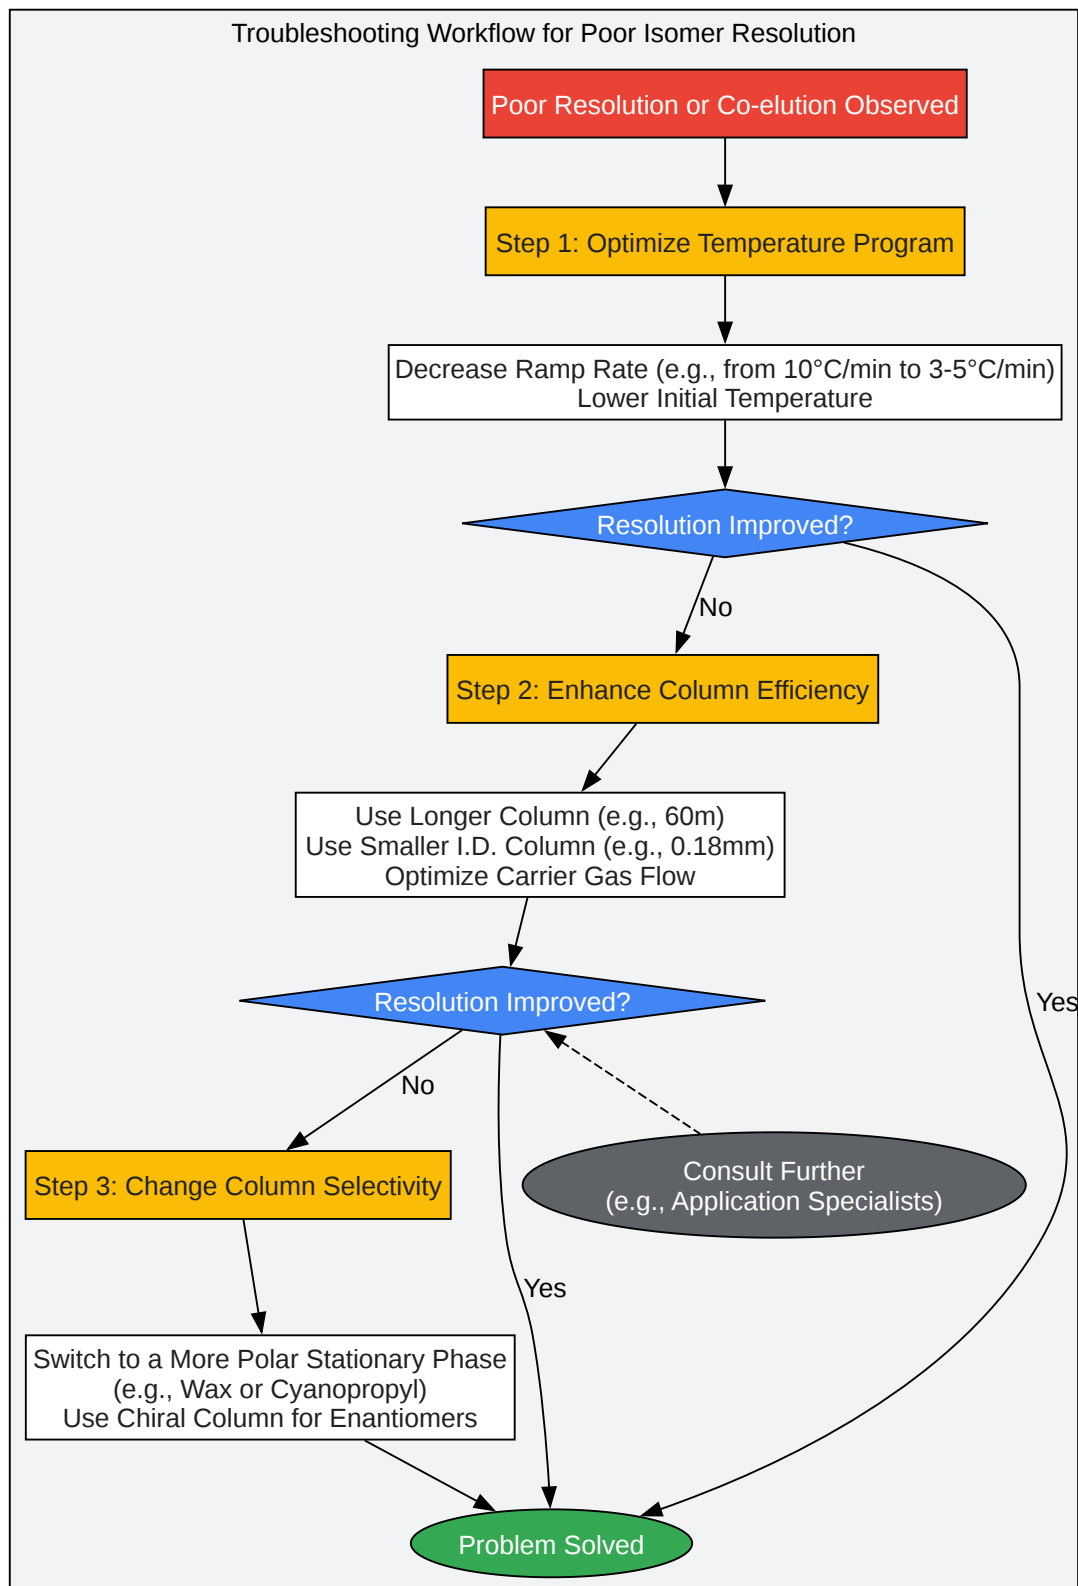 Troubleshooting Workflow for Poor Isomer Resolution
Poor Resolution or Co-elution Observed
Step 1: Optimize Temperature Program
Decrease Ramp Rate (e.g., from 10°C/min to 3-5°C/min)
Lower Initial Temperature
Resolution Improved?
No
Step 2: Enhance Column Efficiency
Use Longer Column (e.g., 60m)
Use Smaller I.D. Column (e.g., 0.18mm)
Optimize Carrier Gas Flow
Resolution Improved?
Yes
No
Consult Further
(e.g., Application Specialists)
Step 3: Change Column Selectivity
Yes
Switch to a More Polar Stationary Phase
(e.g., Wax or Cyanopropyl)
Use Chiral Column for Enantiomers
Problem Solved